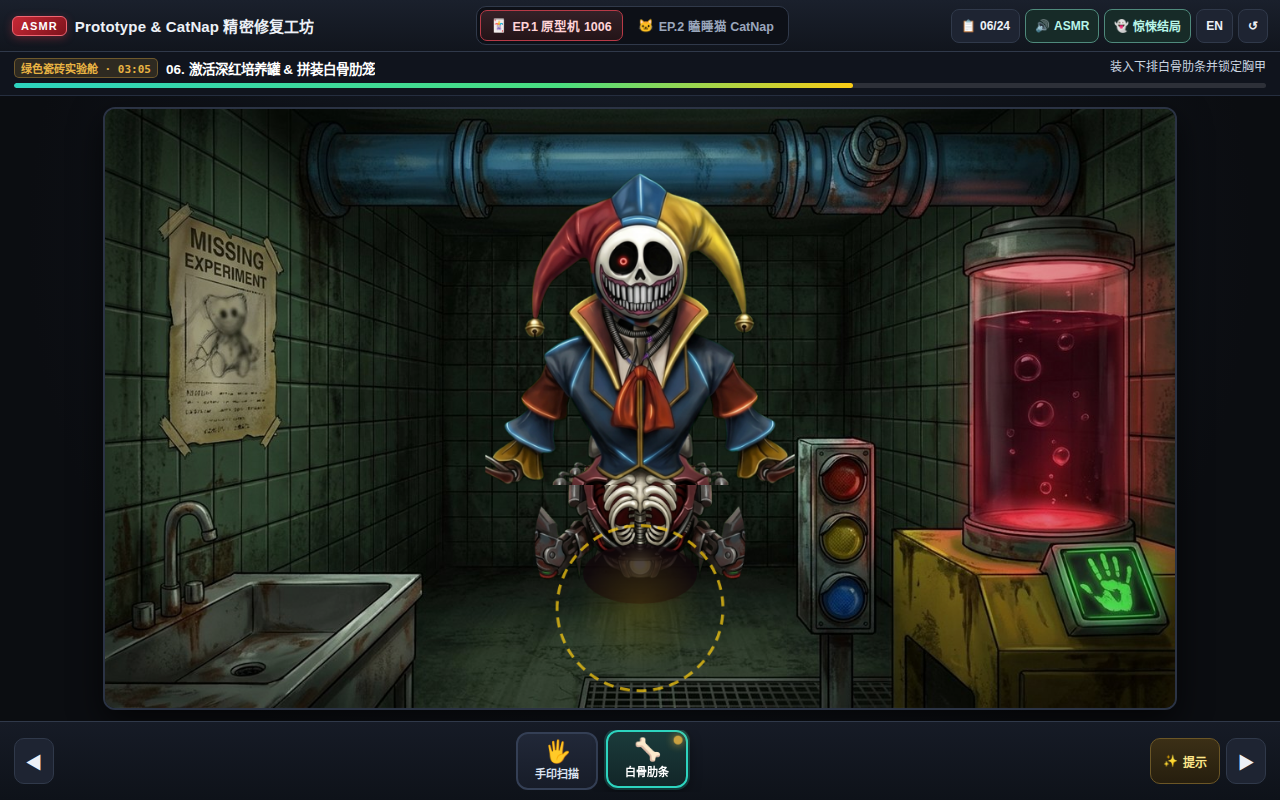 ASMR Prototype & CatNap 精密修复工坊
EP.1 原型机 1006
EP.2 瞌睡猫 CatNap
06/24
ASMR
惊悚结局
EN
绿色瓷砖实验舱 · 03:05
06. 激活深红培养罐 & 拼装白骨肋笼
装入下排白骨肋条并锁定胸甲
MISSING
EXPERIMENT
手印扫描
白骨肋条
提示